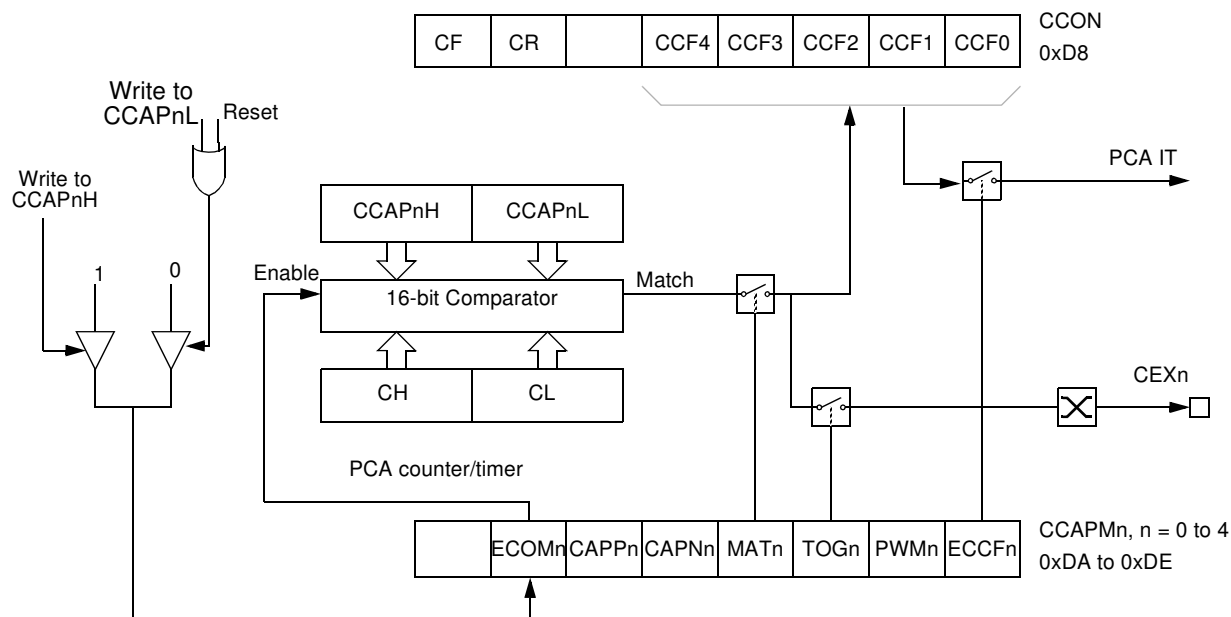 CF CR CCF4 CCF3 CCF2 CCF1 CCF0
CCON
0xD8
Write to
CCAPnL
Reset
Write to
CCAPnH
1
0
PCA IT
CCAPnH CCAPnL
Enable
16-bit Comparator
Match
CH CL
CEXn
PCA counter/timer
ECOMn CAPPn CAPNn MATn TOGn PWMn ECCFn
CCAPMn, n = 0 to 4
0xDA to 0xDE